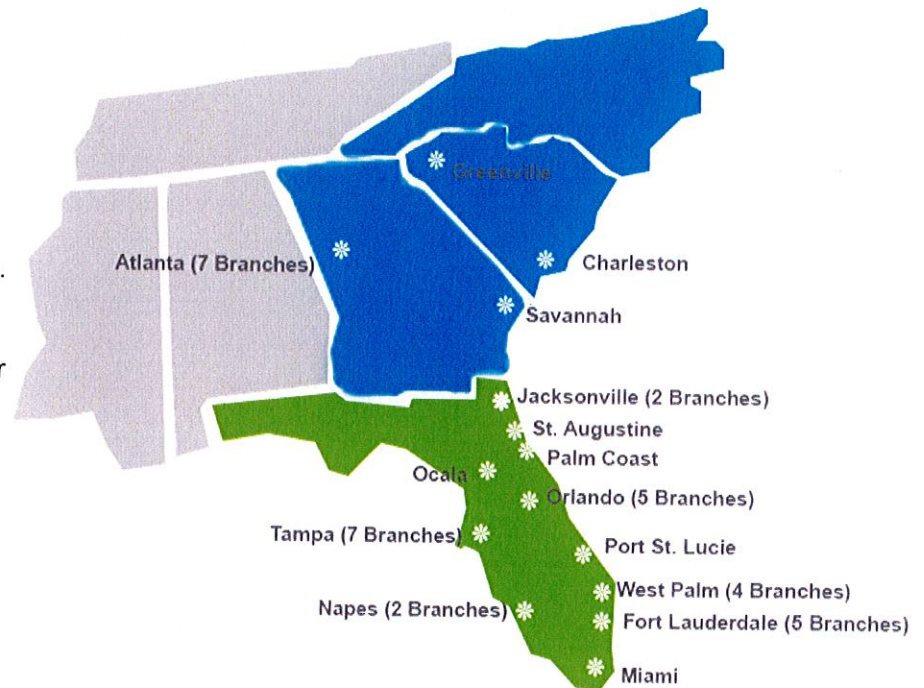 Greenville
Atlanta (7 Branches)
.
Charleston
Savannah
r
Jacksonville (2 Branches)
St. Augustine
Palm Coast
Ocala
Orlando (5 Branches)
Tampa (7 Branches)
Port St. Lucie
West Palm (4 Branches)
Napes (2 Branches)
Fort Lauderdale (5 Branches)
Miami